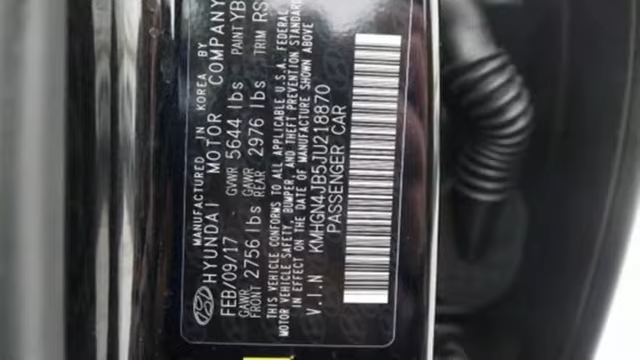 MANUFACTURED IN KOREA BY
HYUNDAI MOTOR COMPANY
FEB/09/17 GVWR 5644 lbs PAINT YB
GAWR FRONT 2756 lbs GAWR REAR 2976 lbs TRIM RS
THIS VEHICLE CONFORMS TO ALL APPLICABLE U.S.A. FEDERAL
MOTOR VEHICLE SAFETY, BUMPER, AND THEFT PREVENTION STANDARD
IN EFFECT ON THE DATE OF MANUFACTURE SHOWN ABOVE
V.I.N KMHGN4JB5JU218870
PASSENGER CAR